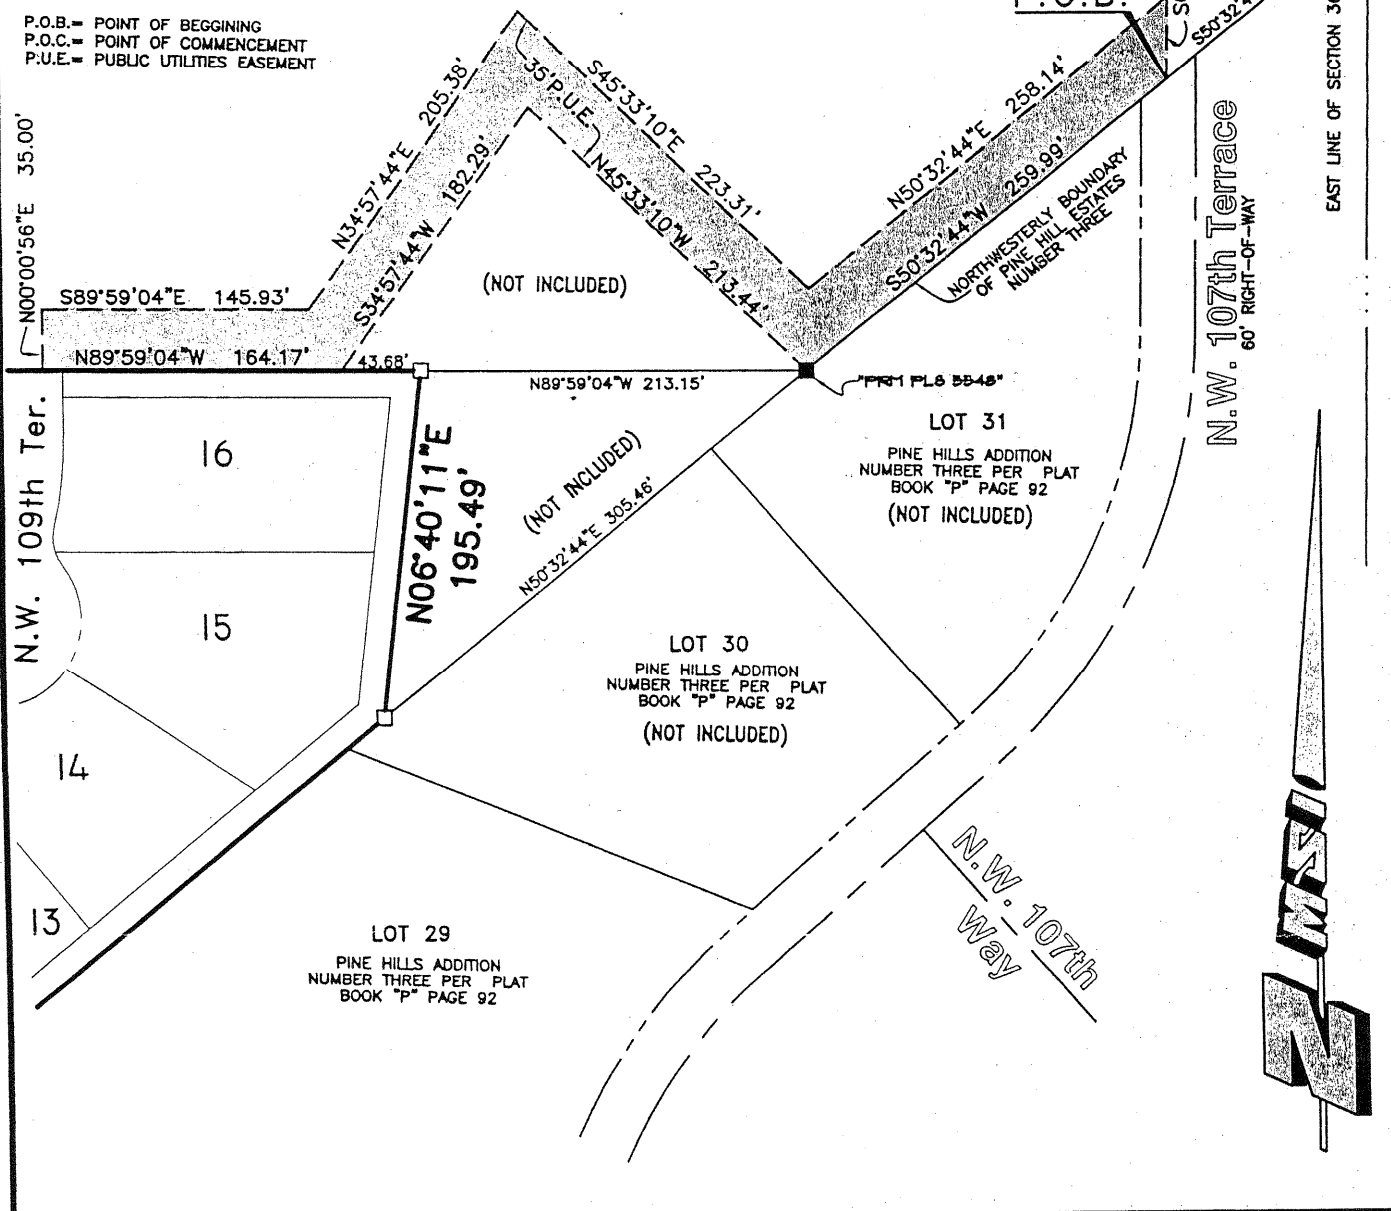 P.O.B.= POINT OF BEGGINING
P.O.C.= POINT OF COMMENCEMENT
P.U.E.= PUBLIC UTILITIES EASEMENT
P.O.B.
S50°32'4
EAST LINE OF SECTION 36
N00°00'56"E 35.00'
N34°57'44"E 205.38'
S34°57'44"W 182.29'
35'P.U.E.
S45°33'10"E 223.31'
N45°33'10"W 213.44'
N50°32'44"E 258.14'
S50°32'44"W 259.99'
NORTHWESTERLY BOUNDARY
OF PINE HILL ESTATES
NUMBER THREE
N.W. 107th Terrace
60' RIGHT-OF-WAY
(NOT INCLUDED)
S89°59'04"E 145.93'
N89°59'04"W 164.17'
43.68'
N89°59'04"W 213.15'
"PRM PLS 5548"
N.W. 109th Ter.
16
15
14
13
N06°40'11"E
195.49'
(NOT INCLUDED)
N50°32'44"E 305.46'
LOT 31
PINE HILLS ADDITION
NUMBER THREE PER PLAT
BOOK "P" PAGE 92
(NOT INCLUDED)
LOT 30
PINE HILLS ADDITION
NUMBER THREE PER PLAT
BOOK "P" PAGE 92
(NOT INCLUDED)
LOT 29
PINE HILLS ADDITION
NUMBER THREE PER PLAT
BOOK "P" PAGE 92
N.W. 107th
Way
N